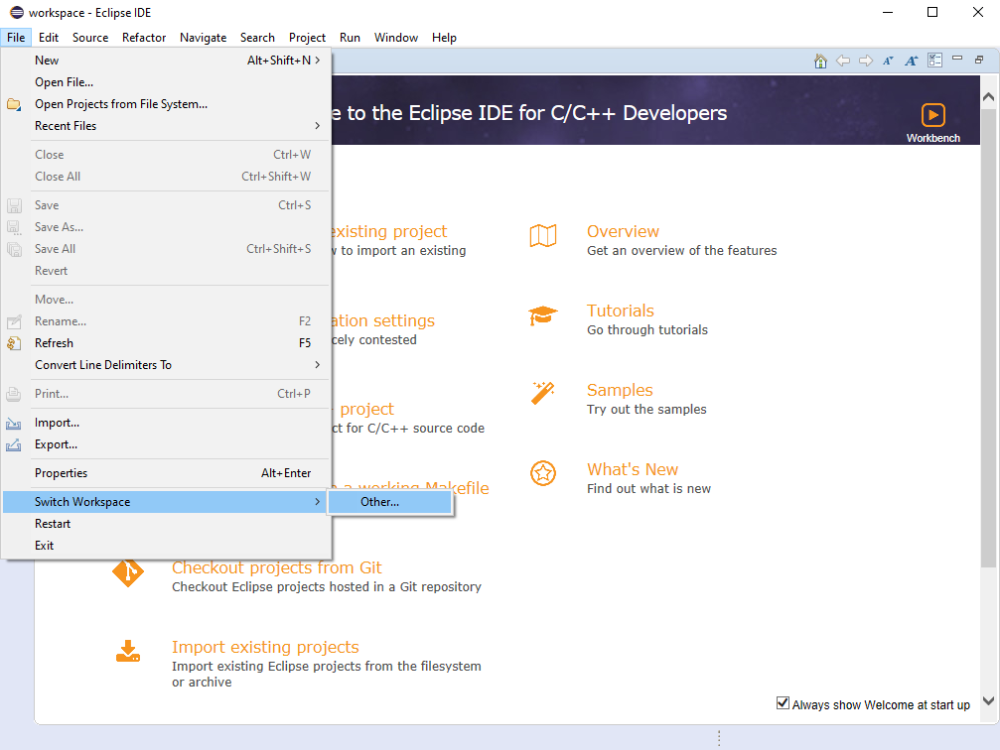 workspace - Eclipse IDE
File Edit Source Refactor Navigate Search Project Run Window Help
New Alt+Shift+N
Open File...
Open Projects from File System...
Recent Files
Close Ctrl+W
Close All Ctrl+Shift+W
Save Ctrl+S
Save As...
Save All Ctrl+Shift+S
Revert
Move...
Rename... F2
Refresh F5
Convert Line Delimiters To
Print... Ctrl+P
Import...
Export...
Properties Alt+Enter
Switch Workspace
Other...
Restart
Exit
e to the Eclipse IDE for C/C++ Developers
Workbench
existing project
to import an existing
settings
contested
project
for C/C++ source code
a working Makefile
Checkout projects from Git
Checkout Eclipse projects hosted in a Git repository
Import existing projects
Import existing Eclipse projects from the filesystem
or archive
Overview
Get an overview of the features
Tutorials
Go through tutorials
Samples
Try out the samples
What's New
Find out what is new
Always show Welcome at start up